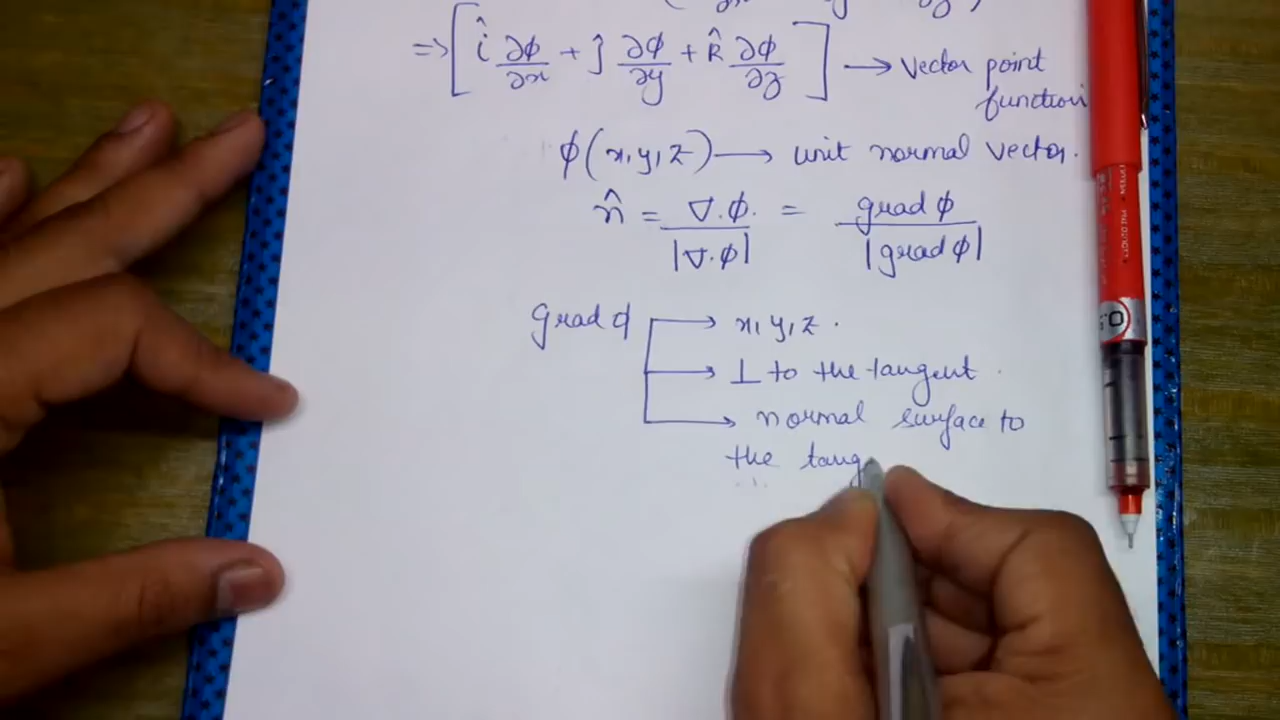 => [ î ∂φ/∂x + ĵ ∂φ/∂y + k̂ ∂φ/∂z ] → vector point
function
φ(x, y, z) → unit normal vector.
n̂ = ∇.φ. / |∇.φ| = grad φ / |grad φ|
grad φ → x, y, z .
→ ⊥ to the tangent .
→ normal surface to
the tang